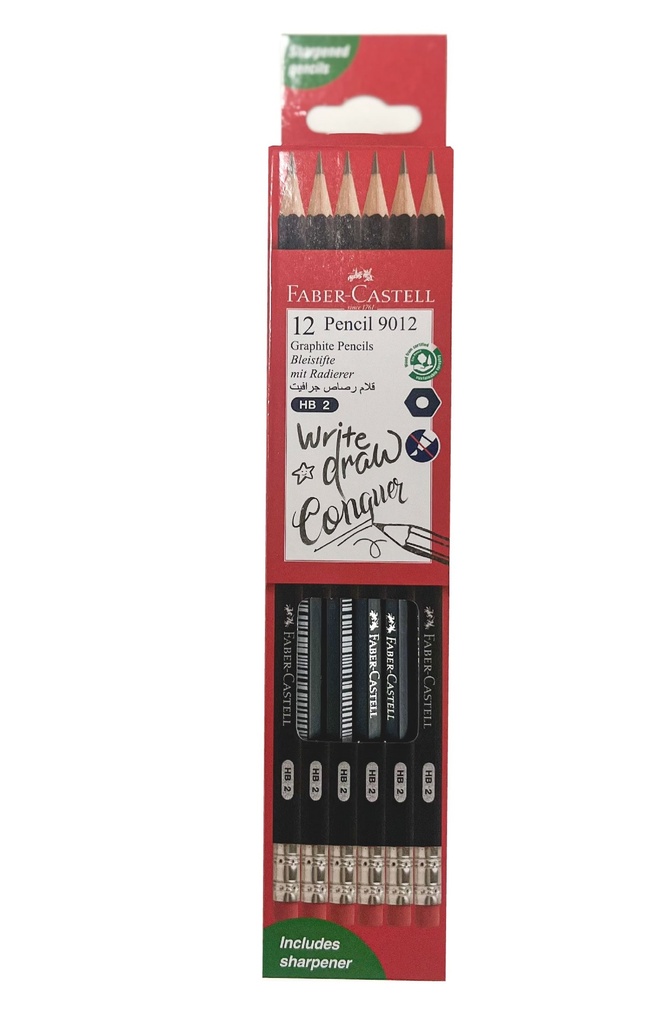 Sharpened
pencils
FABER-CASTELL
since 1761
12 Pencil 9012
Graphite Pencils
Bleistifte
mit Radierer
قلام رصاص جرافيت
HB 2
Write
draw
Conquer
FABER-CASTELL
FABER-CASTELL
FABER-CASTELL
FABER-CASTELL
HB 2
HB 2
HB 2
HB 2
HB 2
HB 2
Includes
sharpener